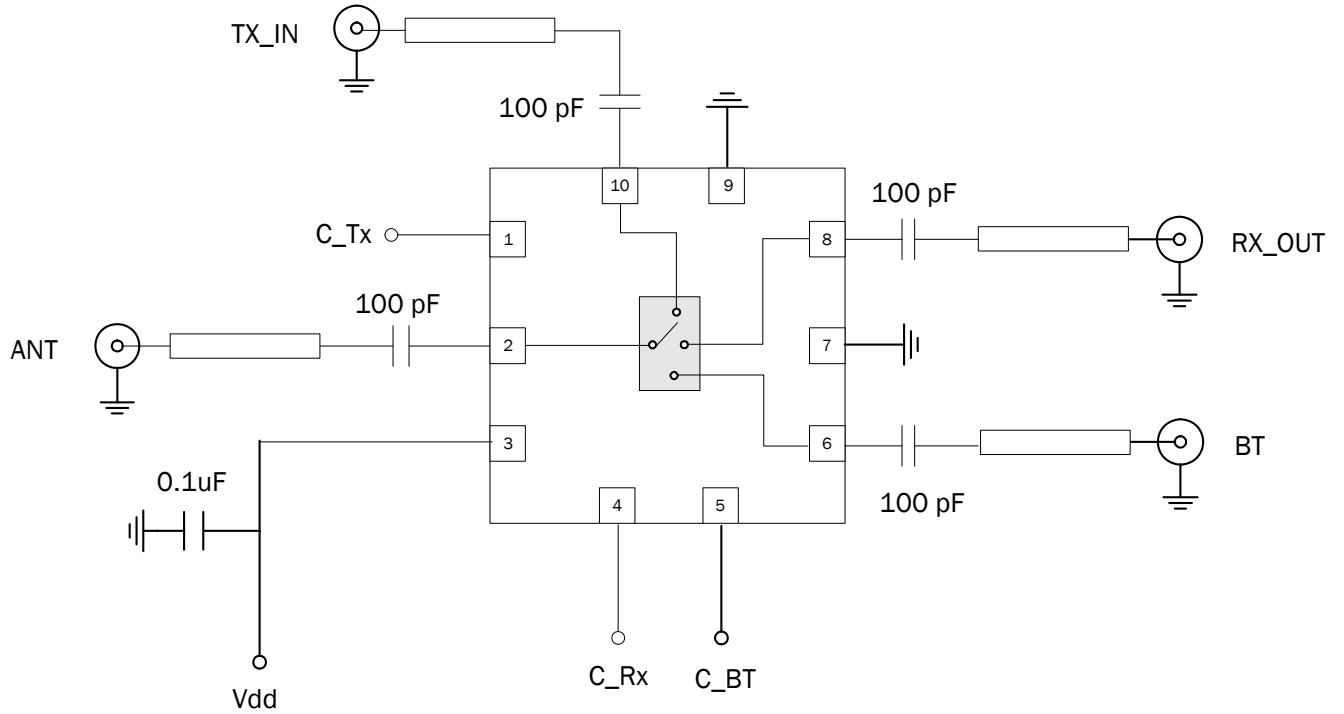 TX_IN
100 pF
10
9
100 pF
C_Tx
1
8
RX_OUT
100 pF
ANT
2
7
3
6
BT
0.1uF
4
5
100 pF
C_Rx
C_BT
Vdd